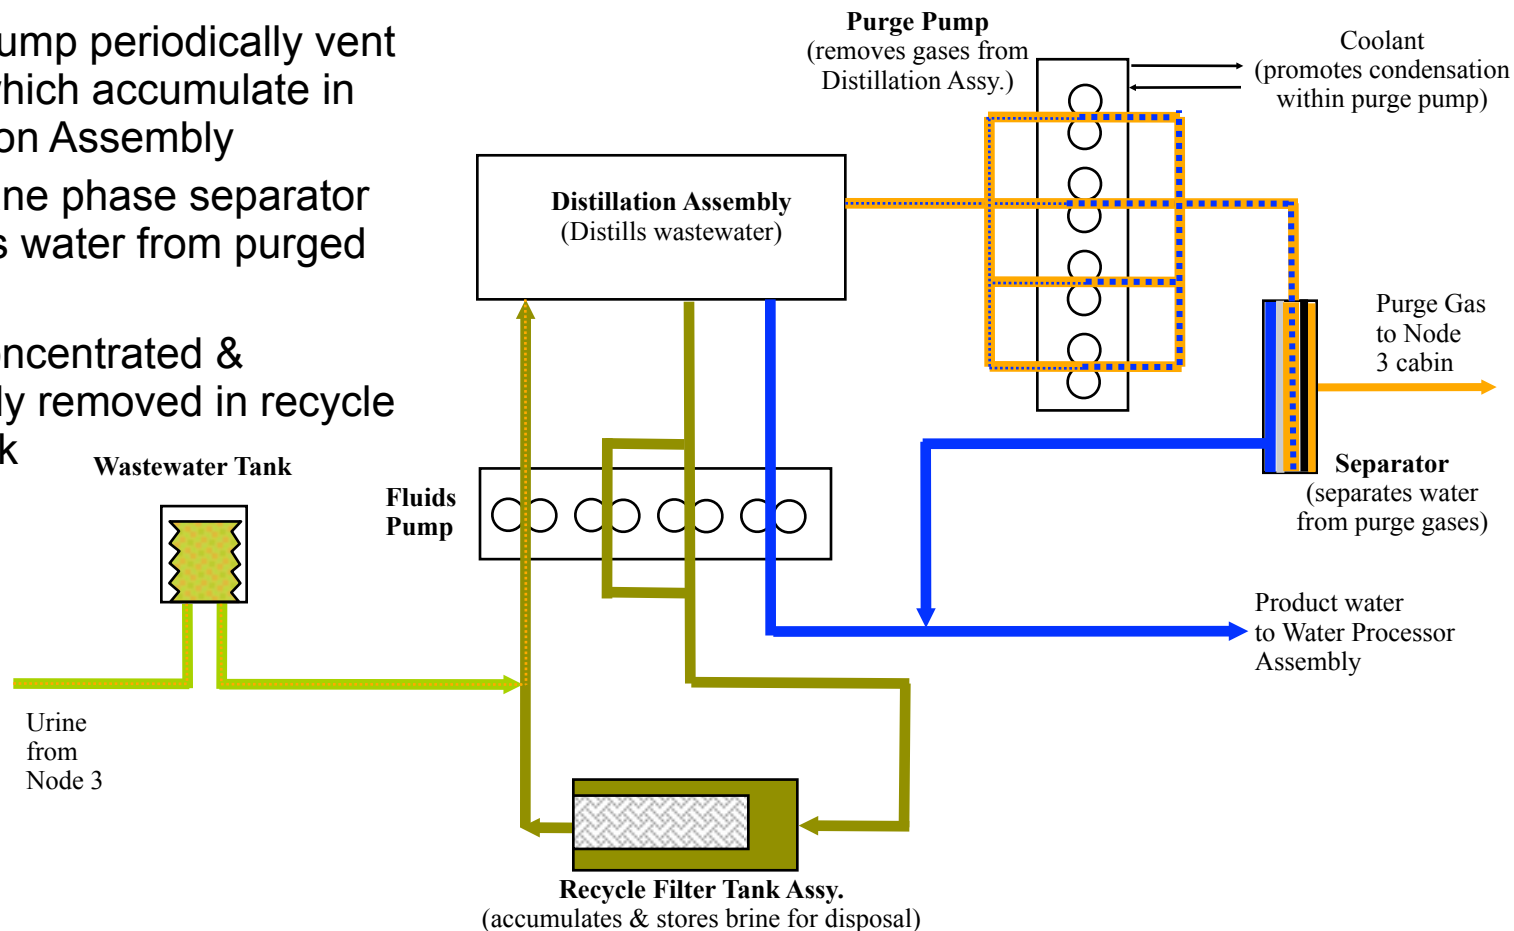 ump periodically vent
which accumulate in
on Assembly
ine phase separator
s water from purged
oncentrated &
ly removed in recycle
k
Purge Pump
(removes gases from
Distillation Assy.)
Coolant
(promotes condensation
within purge pump)
Distillation Assembly
(Distills wastewater)
Purge Gas
to Node
3 cabin
Wastewater Tank
Fluids
Pump
Separator
(separates water
from purge gases)
Product water
to Water Processor
Assembly
Urine
from
Node 3
Recycle Filter Tank Assy.
(accumulates & stores brine for disposal)